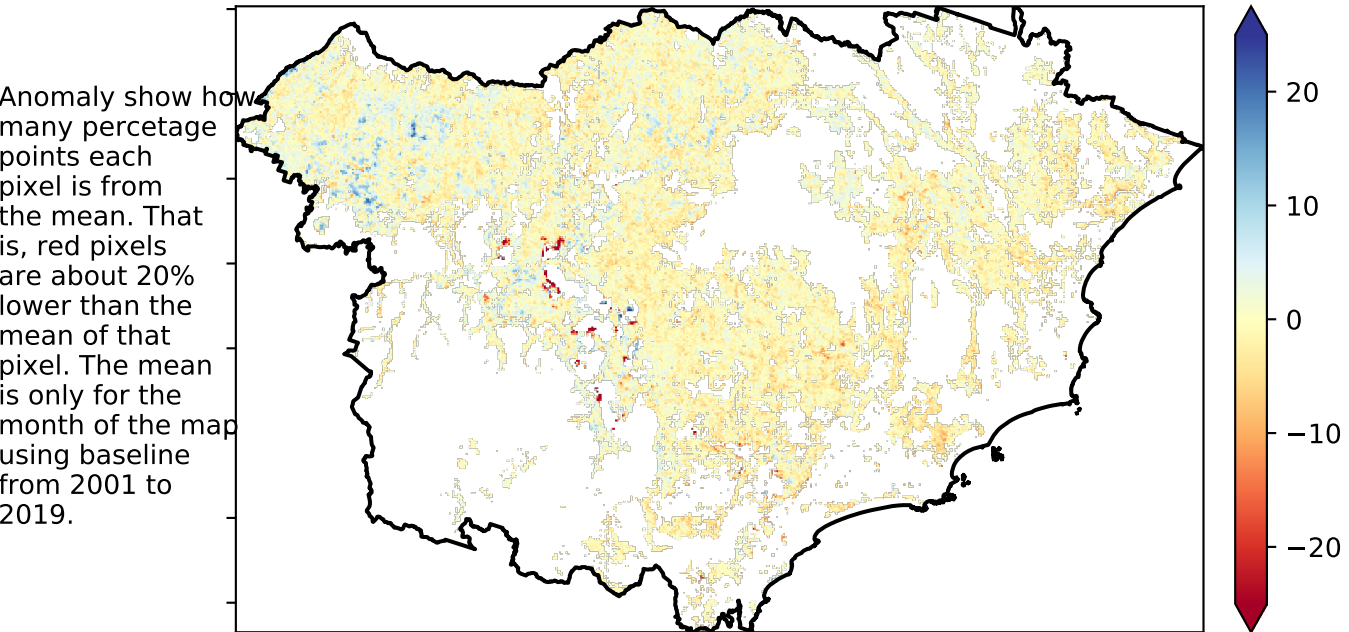 Anomaly show how
many percetage
points each
pixel is from
the mean. That
is, red pixels
are about 20%
lower than the
mean of that
pixel. The mean
is only for the
month of the map
using baseline
from 2001 to
2019.
20
10
0
−10
−20